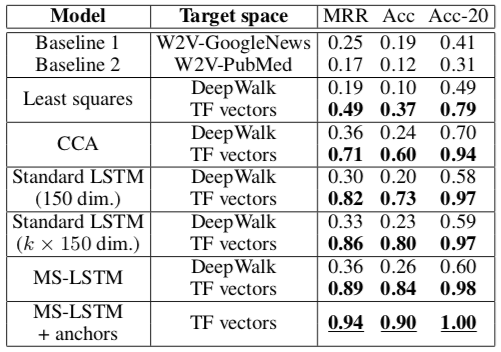 Model Target space MRR Acc Acc-20
Baseline 1 W2V-GoogleNews 0.25 0.19 0.41
Baseline 2 W2V-PubMed 0.17 0.12 0.31
Least squares DeepWalk 0.19 0.10 0.49
TF vectors 0.49 0.37 0.79
CCA DeepWalk 0.36 0.24 0.70
TF vectors 0.71 0.60 0.94
Standard LSTM DeepWalk 0.30 0.20 0.58
(150 dim.) TF vectors 0.82 0.73 0.97
Standard LSTM DeepWalk 0.33 0.23 0.59
(k × 150 dim.) TF vectors 0.86 0.80 0.97
MS-LSTM DeepWalk 0.36 0.26 0.60
TF vectors 0.89 0.84 0.98
MS-LSTM
+ anchors TF vectors 0.94 0.90 1.00